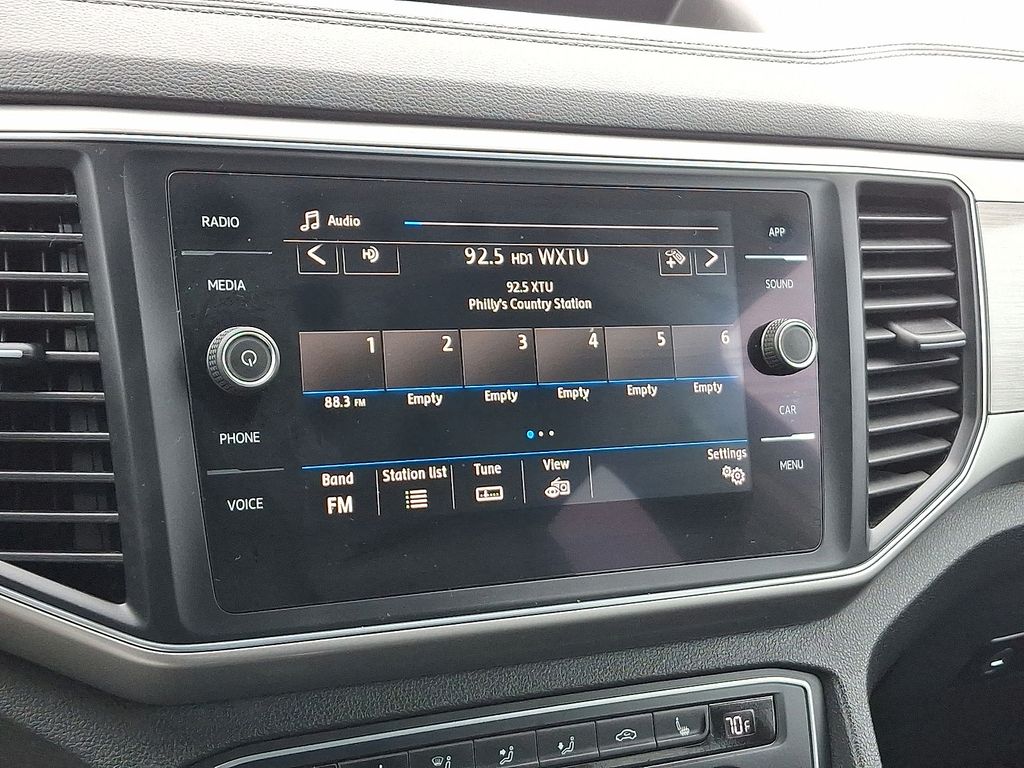 RADIO
MEDIA
PHONE
VOICE
Audio
92.5 HD1 WXTU
92.5 XTU
Philly's Country Station
1 2 3 4 5 6
88.3 FM Empty Empty Empty Empty Empty
Band Station list Tune View Settings
FM
APP
SOUND
CAR
MENU
70°F